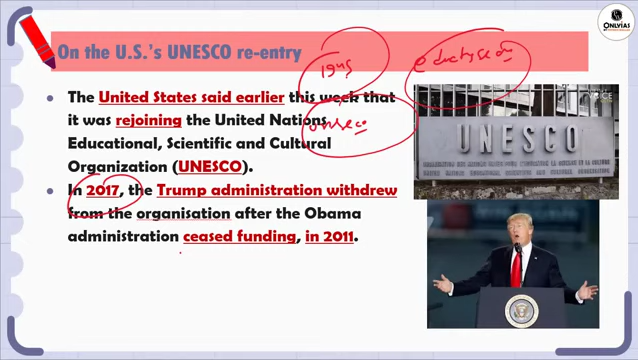 On the U.S.'s UNESCO re-entry
ONLYIAS
1945
The United States said earlier this week that
it was rejoining the United Nations
Educational, Scientific and Cultural
Organization (UNESCO).
UNESCO
In 2017, the Trump administration withdrew
from the organisation after the Obama
administration ceased funding, in 2011.